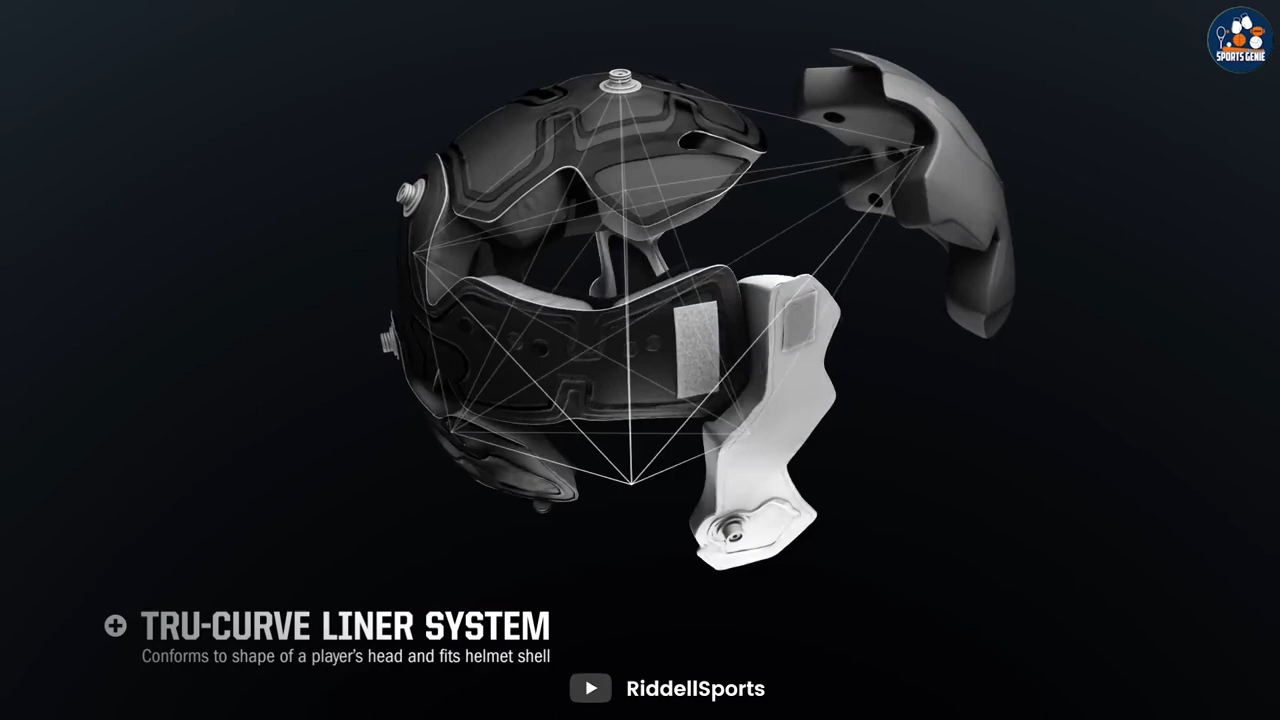 SPORTS GENIE
TRU-CURVE LINER SYSTEM
Conforms to shape of a player's head and fits helmet shell
RiddellSports